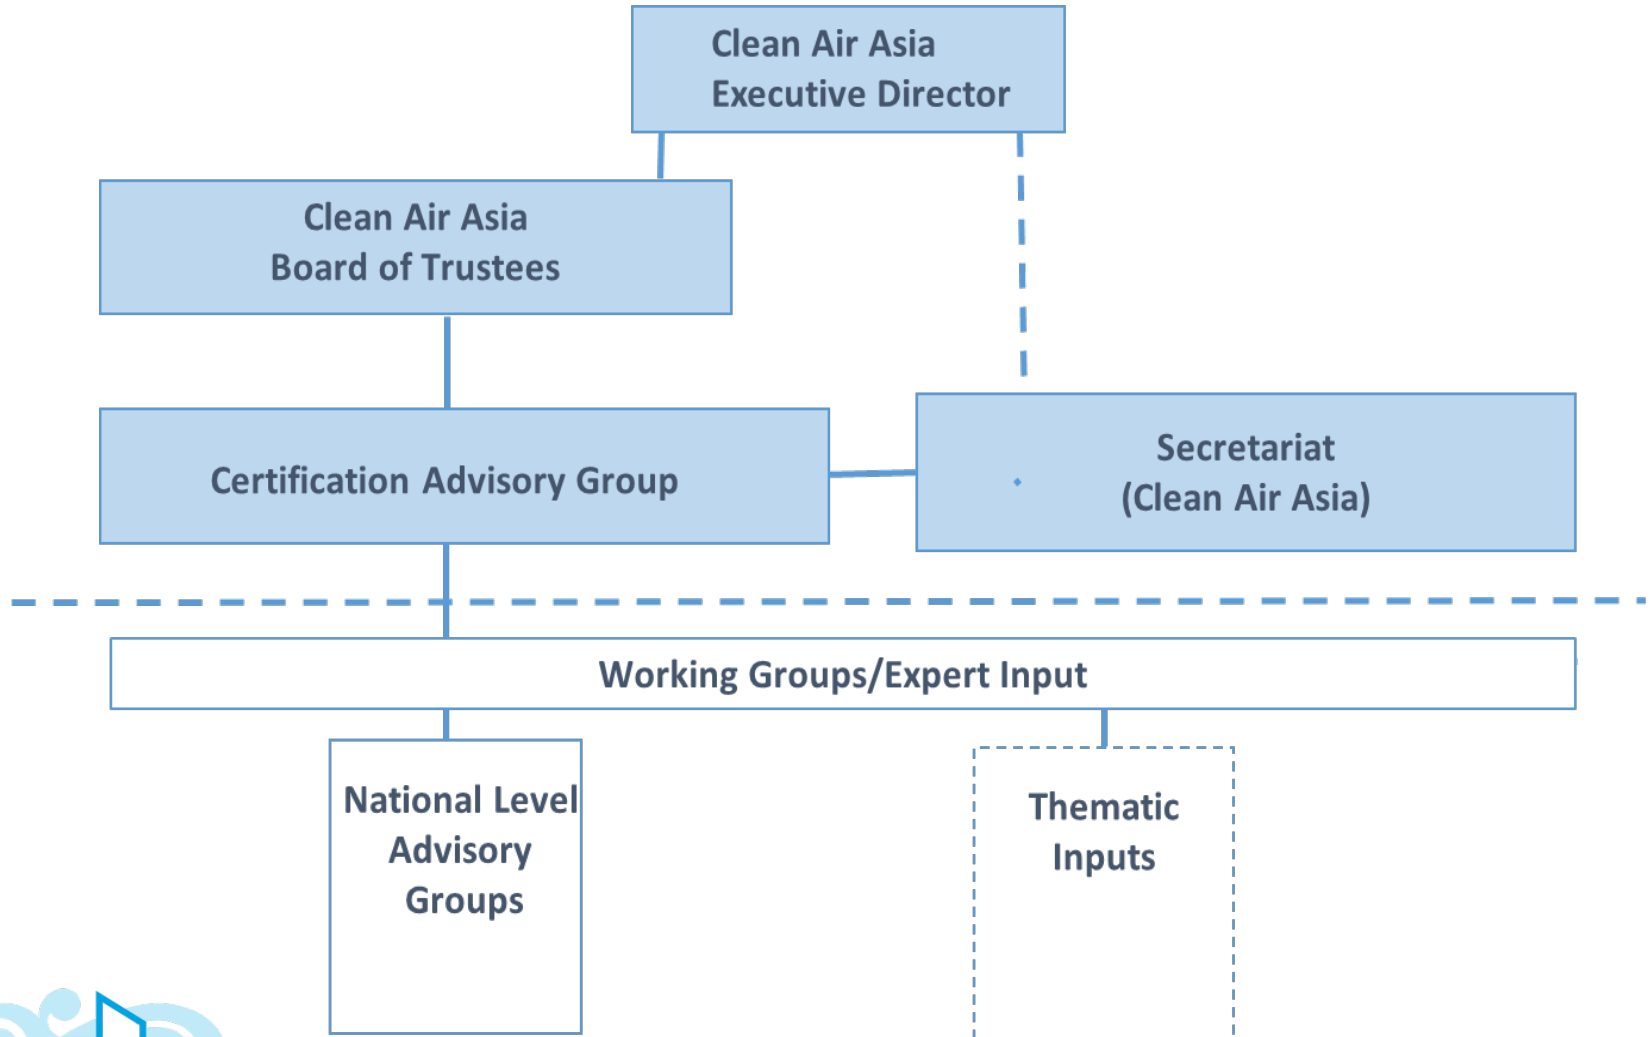 Clean Air Asia
Executive Director
Clean Air Asia
Board of Trustees
Certification Advisory Group
Secretariat
(Clean Air Asia)
Working Groups/Expert Input
National Level
Advisory
Groups
Thematic
Inputs